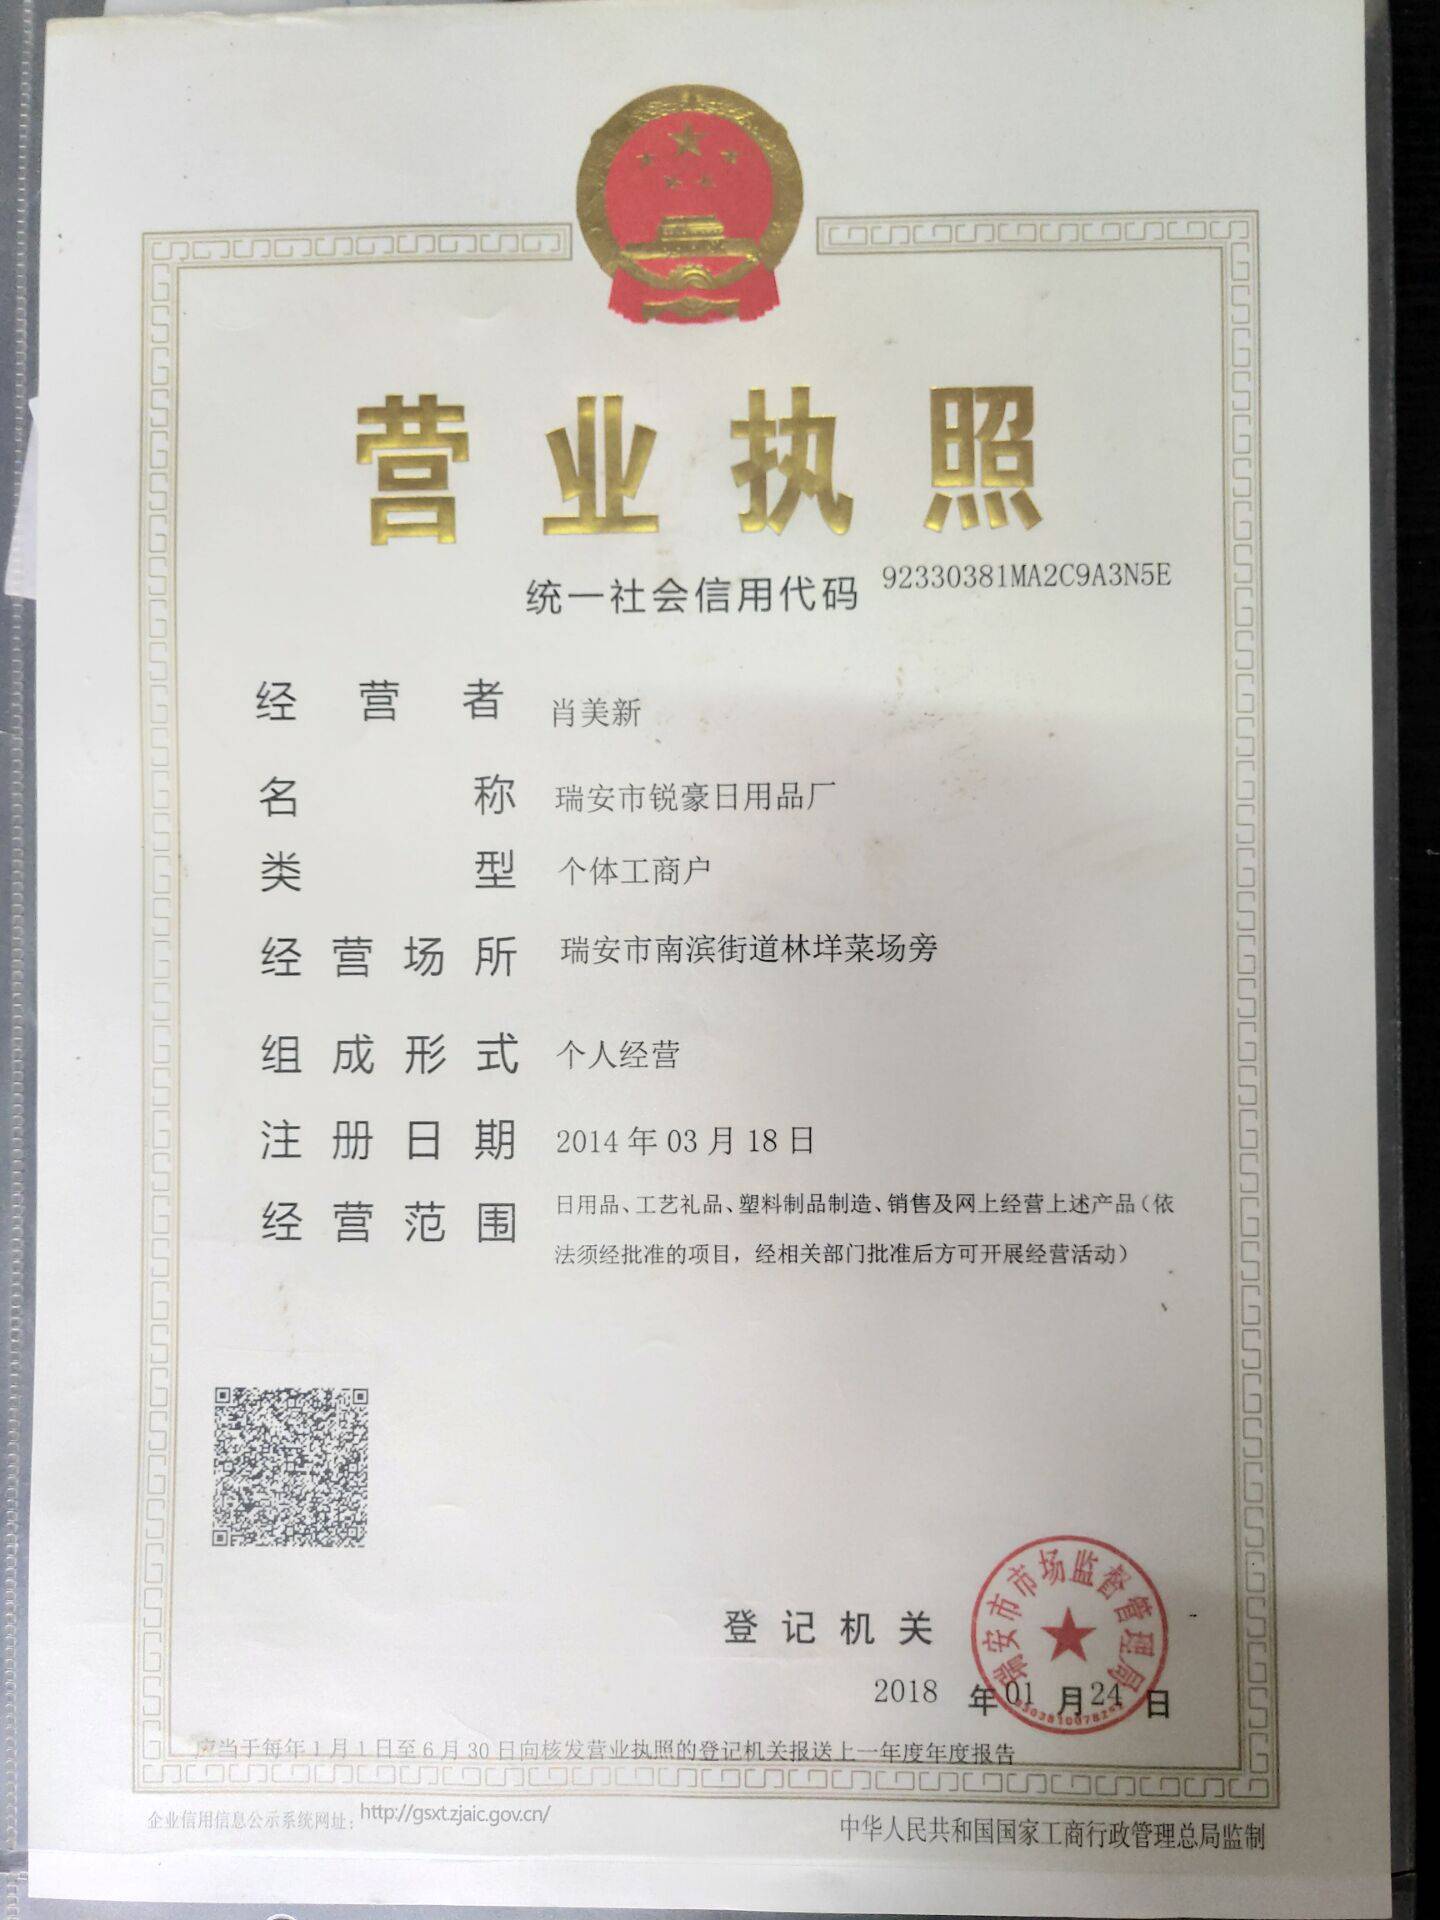 营业执照
统一社会信用代码 92330381MA2C9A3N5E
经营者 肖美新
名称 瑞安市锐豪日用品厂
类型 个体工商户
经营场所 瑞安市南滨街道林垟菜场旁
组成形式 个人经营
注册日期 2014年03月18日
经营范围 日用品、工艺礼品、塑料制品制造、销售及网上经营上述产品(依
法须经批准的项目，经相关部门批准后方可开展经营活动)
瑞安市市场监督管理局
登记机关
2018年01月24日
应当于每年1月1日至6月30日向核发营业执照的登记机关报送上一年度年度报告
企业信用信息公示系统网址：http://gsxt.zjaic.gov.cn/
中华人民共和国国家工商行政管理总局监制